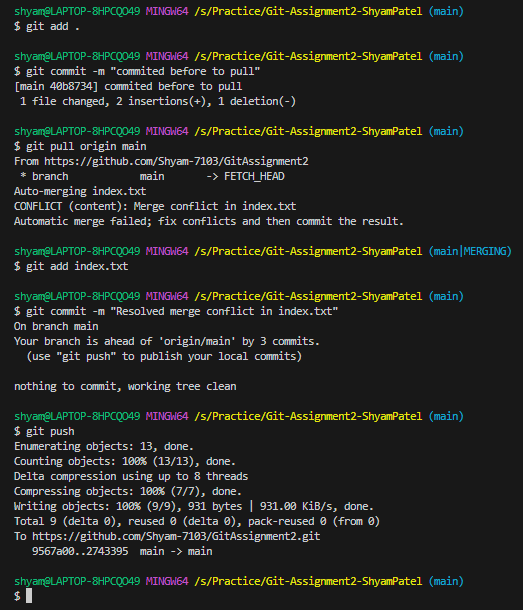 shyam@LAPTOP-8HPCQO49 MINGW64 /s/Practice/Git-Assignment2-ShyamPatel (main)
$ git add .
shyam@LAPTOP-8HPCQO49 MINGW64 /s/Practice/Git-Assignment2-ShyamPatel (main)
$ git commit -m "commited before to pull"
[main 40b8734] commited before to pull
 1 file changed, 2 insertions(+), 1 deletion(-)
shyam@LAPTOP-8HPCQO49 MINGW64 /s/Practice/Git-Assignment2-ShyamPatel (main)
$ git pull origin main
From https://github.com/Shyam-7103/GitAssignment2
 * branch            main       -> FETCH_HEAD
Auto-merging index.txt
CONFLICT (content): Merge conflict in index.txt
Automatic merge failed; fix conflicts and then commit the result.
shyam@LAPTOP-8HPCQO49 MINGW64 /s/Practice/Git-Assignment2-ShyamPatel (main|MERGING)
$ git add index.txt
shyam@LAPTOP-8HPCQO49 MINGW64 /s/Practice/Git-Assignment2-ShyamPatel (main)
$ git commit -m "Resolved merge conflict in index.txt"
On branch main
Your branch is ahead of 'origin/main' by 3 commits.
  (use "git push" to publish your local commits)
nothing to commit, working tree clean
shyam@LAPTOP-8HPCQO49 MINGW64 /s/Practice/Git-Assignment2-ShyamPatel (main)
$ git push
Enumerating objects: 13, done.
Counting objects: 100% (13/13), done.
Delta compression using up to 8 threads
Compressing objects: 100% (7/7), done.
Writing objects: 100% (9/9), 931 bytes | 931.00 KiB/s, done.
Total 9 (delta 0), reused 0 (delta 0), pack-reused 0 (from 0)
To https://github.com/Shyam-7103/GitAssignment2.git
   9567a00..2743395  main -> main
shyam@LAPTOP-8HPCQO49 MINGW64 /s/Practice/Git-Assignment2-ShyamPatel (main)
$